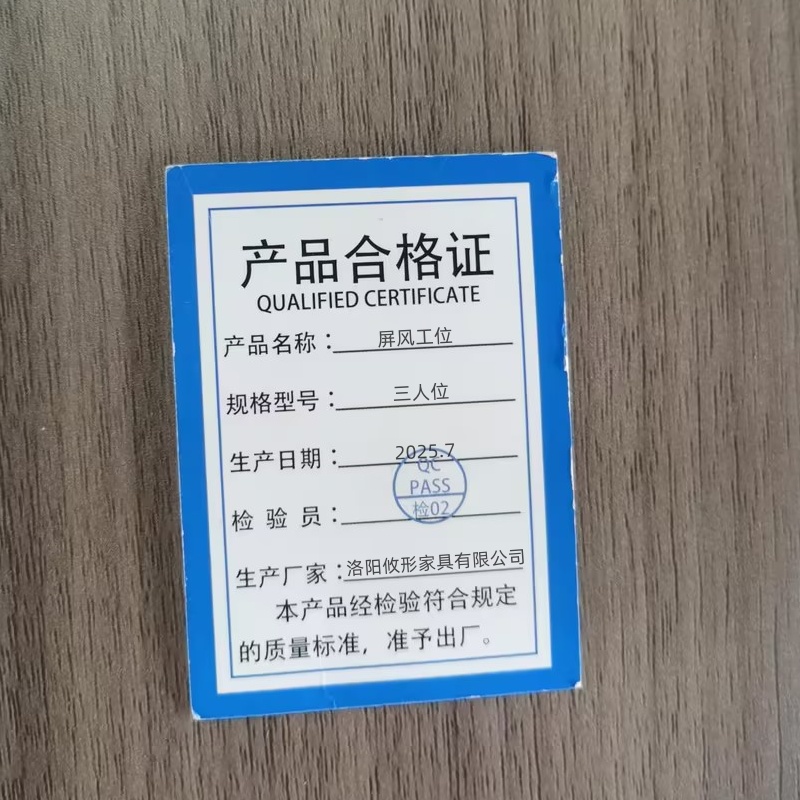 产品合格证
QUALIFIED CERTIFICATE
产品名称：屏风工位
规格型号：三人位
生产日期：2025.7
QC
PASS
检验员：检02
生产厂家：洛阳攸形家具有限公司
本产品经检验符合规定
的质量标准，准予出厂。